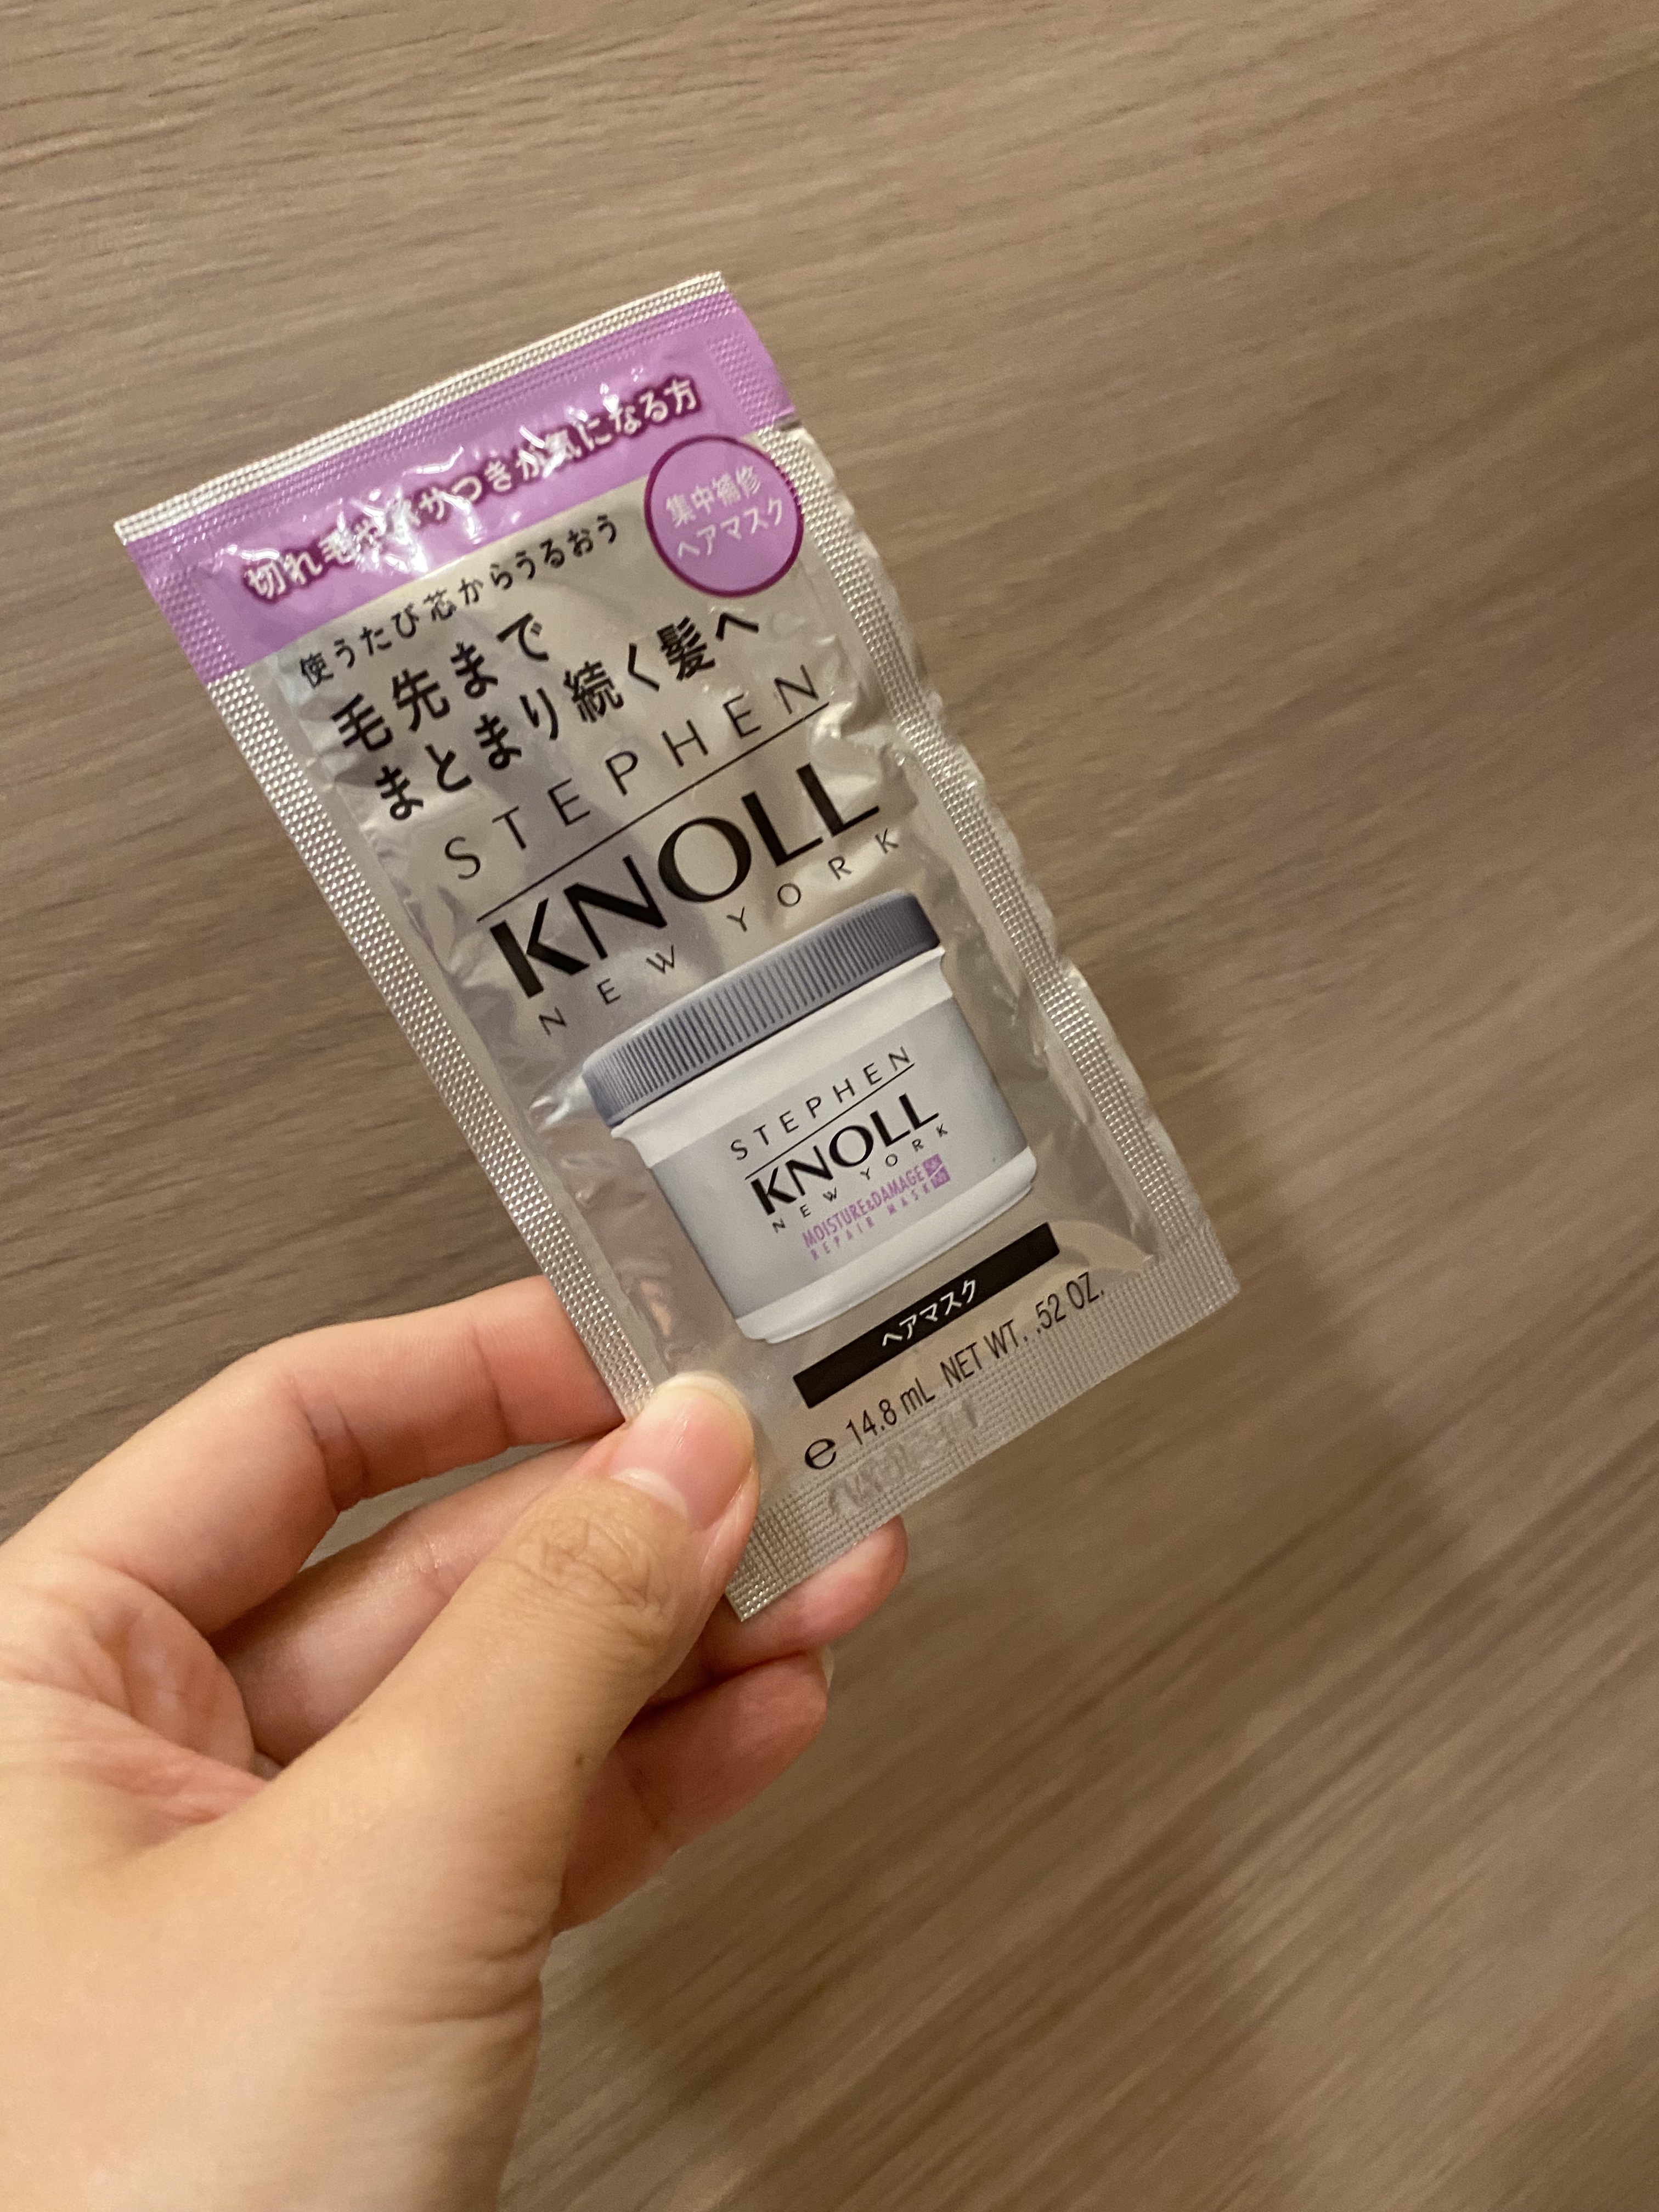 切れ毛やパサつきが気になる方
集中補修
ヘアマスク
使うたび芯からうるおう
毛先まで
まとまり続く髪へ
STEPHEN
KNOLL
NEW YORK
STEPHEN
KNOLL
NEW YORK
MOISTURE&DAMAGE
REPAIR MASK
ヘアマスク
e 14.8 mL NET WT. .52 OZ.